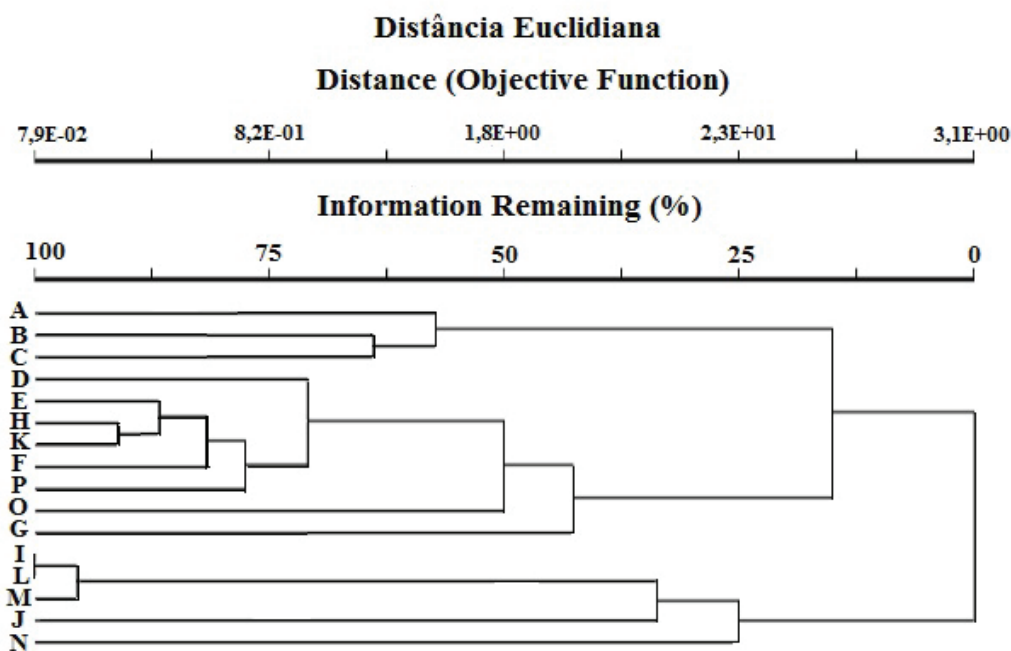 Distância Euclidiana
Distance (Objective Function)
7,9E-02 8,2E-01 1,8E+00 2,3E+01 3,1E+00
Information Remaining (%)
100 75 50 25 0
A
B
C
D
E
H
K
F
P
O
G
I
L
M
J
N